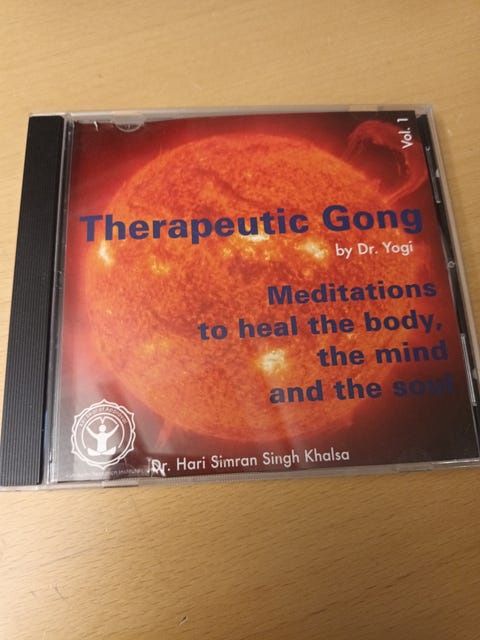 Vol. 1
Therapeutic Gong
by Dr. Yogi
Meditations
to heal the body,
the mind
and the soul
Dr. Hari Simran Singh Khalsa